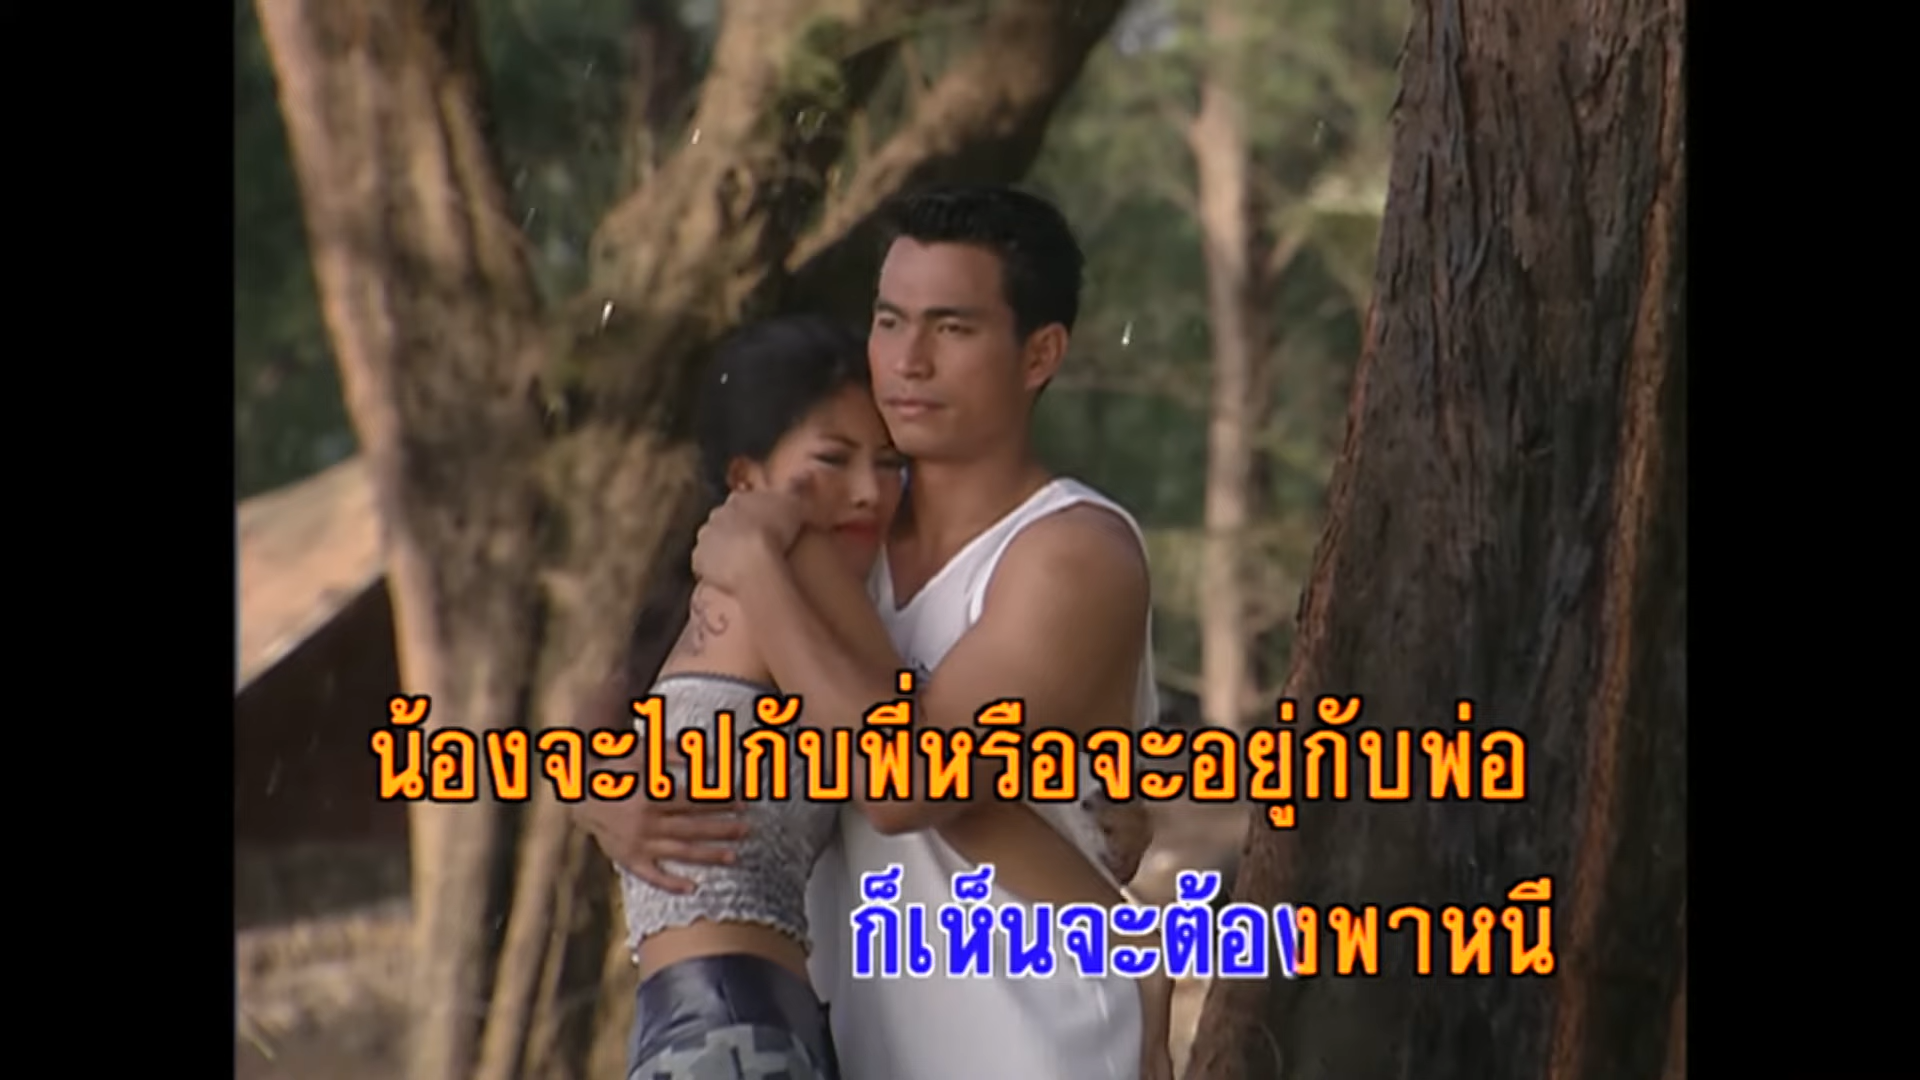 น้องจะไปกับพี่หรือจะอยู่กับพ่อ
ก็เห็นจะต้องพาหนี